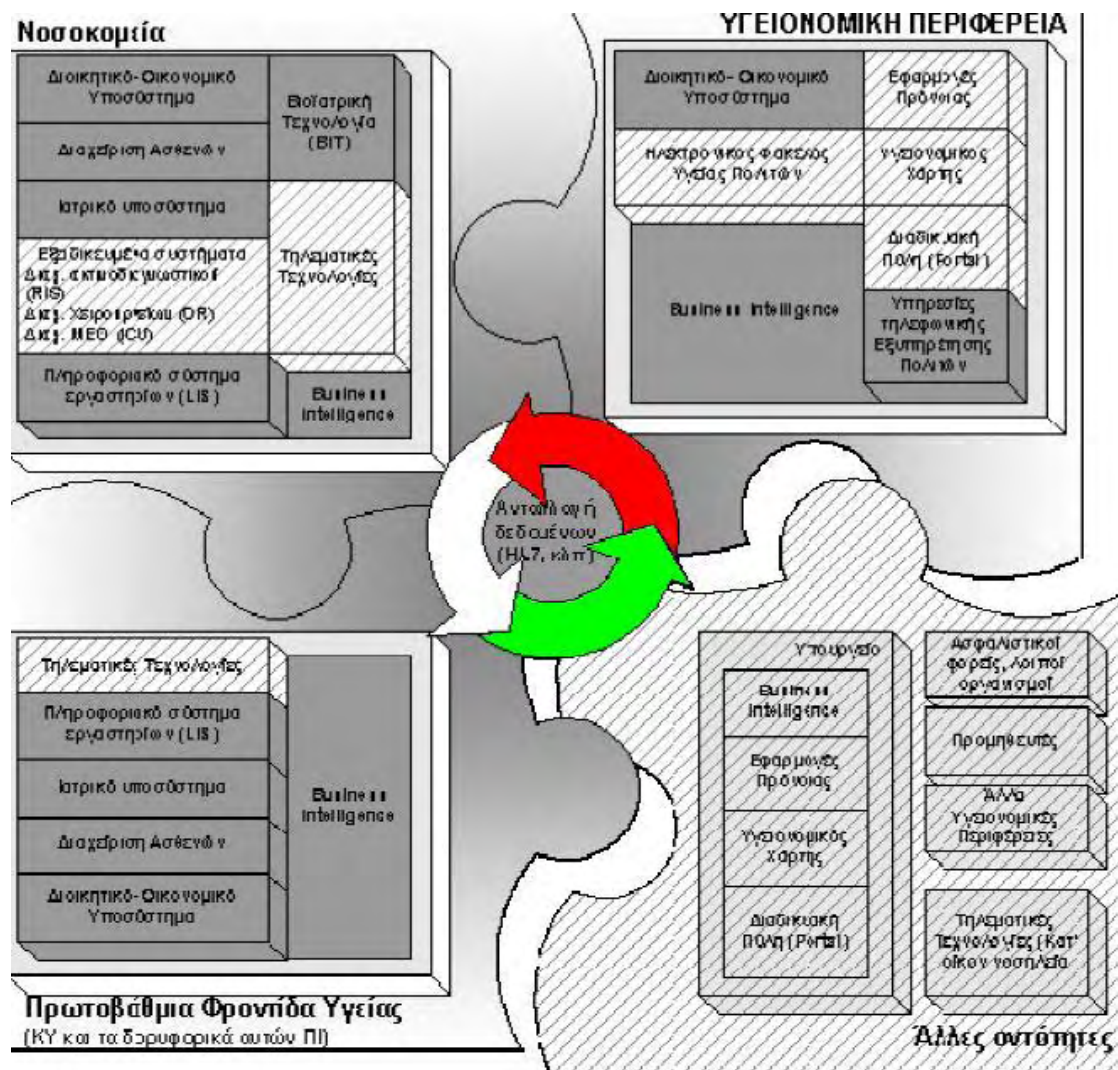 Νοσοκομεία
Διοικητικό-Οικονομικό
Υποσύστημα
Διαχείριση Ασθενών
Ιατρικό υποσύστημα
Εξειδικευμένα συστήματα
Διαχ. ακτινοδιαγνωστικού
(RIS)
Διαχ. Χειρουργείου (OR)
Διαχ. ΜΕΘ (ICU)
Πληροφοριακό σύστημα
εργαστηρίων (LIS)
Βιοϊατρική
Τεχνολογία
(BIT)
Τηλεματικές
Τεχνολογίες
Business
Intelligence
ΥΓΕΙΟΝΟΜΙΚΗ ΠΕΡΙΦΕΡΕΙΑ
Διοικητικό-Οικονομικό
Υποσύστημα
Ηλεκτρονικός Φάκελος
Υγείας Πολιτών
Business Intelligence
Εφαρμογές
Πρόνοιας
Υγειονομικός
Χάρτης
Διαδικυακή
Πύλη (Portal)
Υπηρεσίες
τηλεφωνικής
Εξυπηρέτησης
Πολιτών
Ανταλλαγή
δεδομένων
(HL7, κλπ)
Τηλεματικές Τεχνολογίες
Πληροφοριακό σύστημα
εργαστηρίων (LIS)
Ιατρικό υποσύστημα
Διαχείριση Ασθενών
Διοικητικό-Οικονομικό
Υποσύστημα
Business
Intelligence
Πρωτοβάθμια Φροντίδα Υγείας
(ΚΥ και τα δορυφορικά αυτών ΠΙ)
Υπουργείο
Business
Intelligence
Εφαρμογές
Πρόνοιας
Υγειονομικός
Χάρτης
Διαδικυακή
Πύλη (Portal)
Ασφαλιστικοί
φορείς, Λοιποί
οργανισμοί
Προμηθευτές
Άλλα
Υγειονομικές
Περιφέρειες
Τηλεματικές
Τεχνολογίες (Κατ'
οίκον νοσηλεία
Άλλες οντότητες